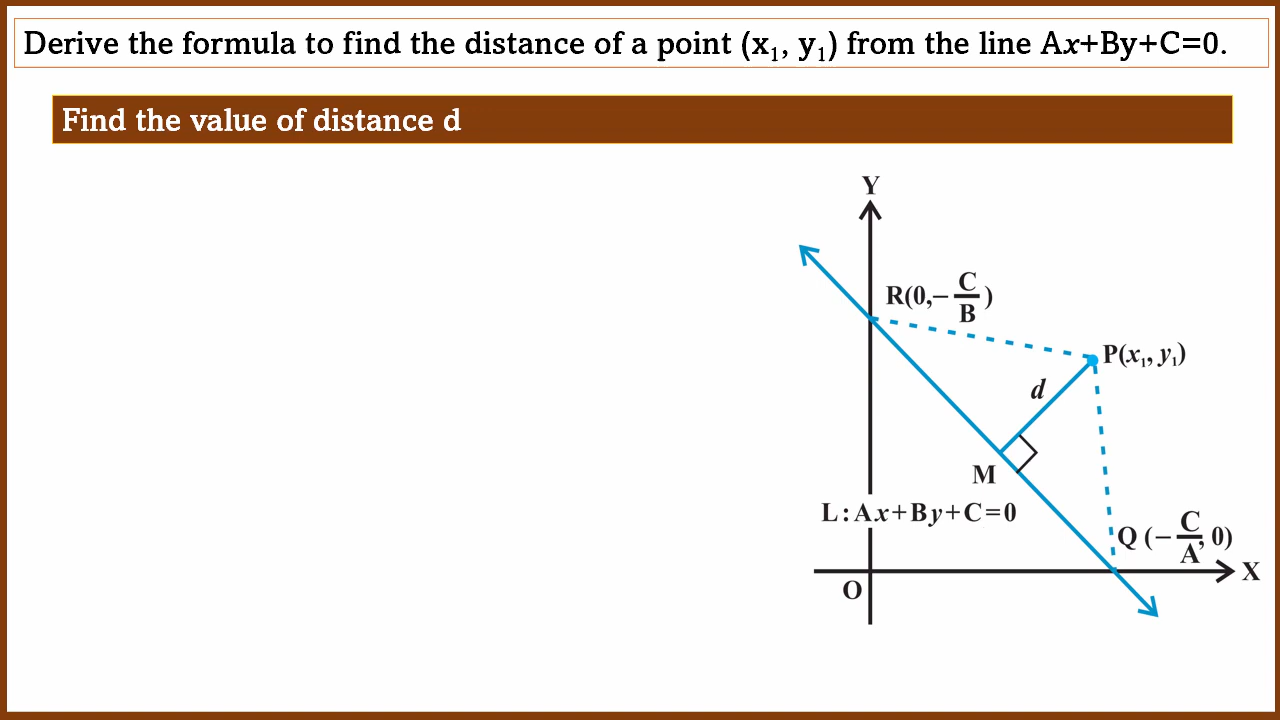 Derive the formula to find the distance of a point (x₁, y₁) from the line Ax+By+C=0.
Find the value of distance d
Y
R(0,−C/B)
P(x₁, y₁)
d
M
L:Ax+By+C=0
Q (−C/A, 0)
X
O